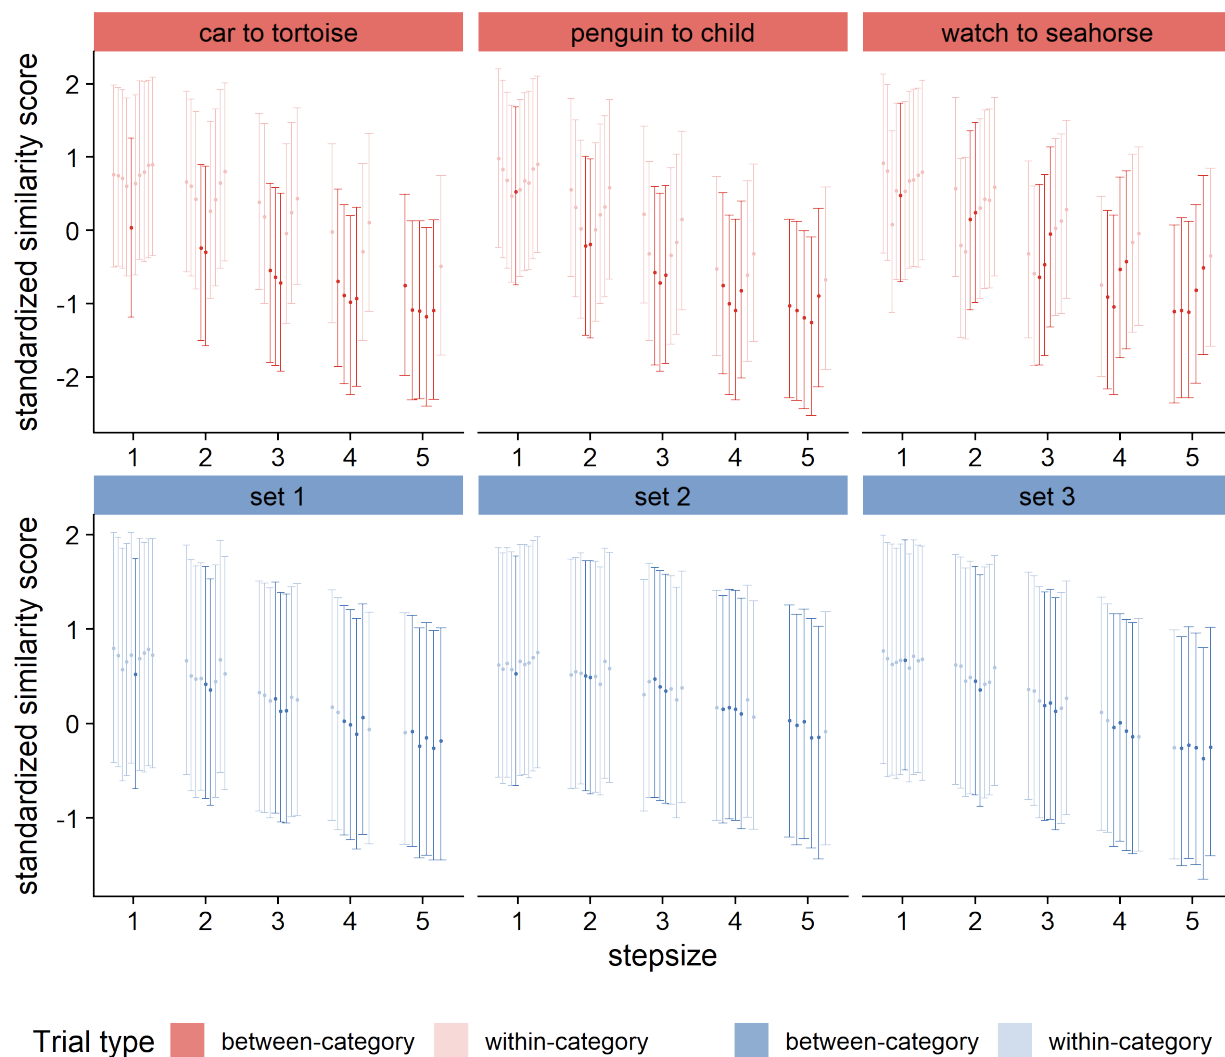 car to tortoise penguin to child watch to seahorse
standardized similarity score
2
1
0
-1
-2
1 2 3 4 5 1 2 3 4 5 1 2 3 4 5
set 1 set 2 set 3
standardized similarity score
2
1
0
-1
1 2 3 4 5 1 2 3 4 5 1 2 3 4 5
stepsize
Trial type between-category within-category between-category within-category